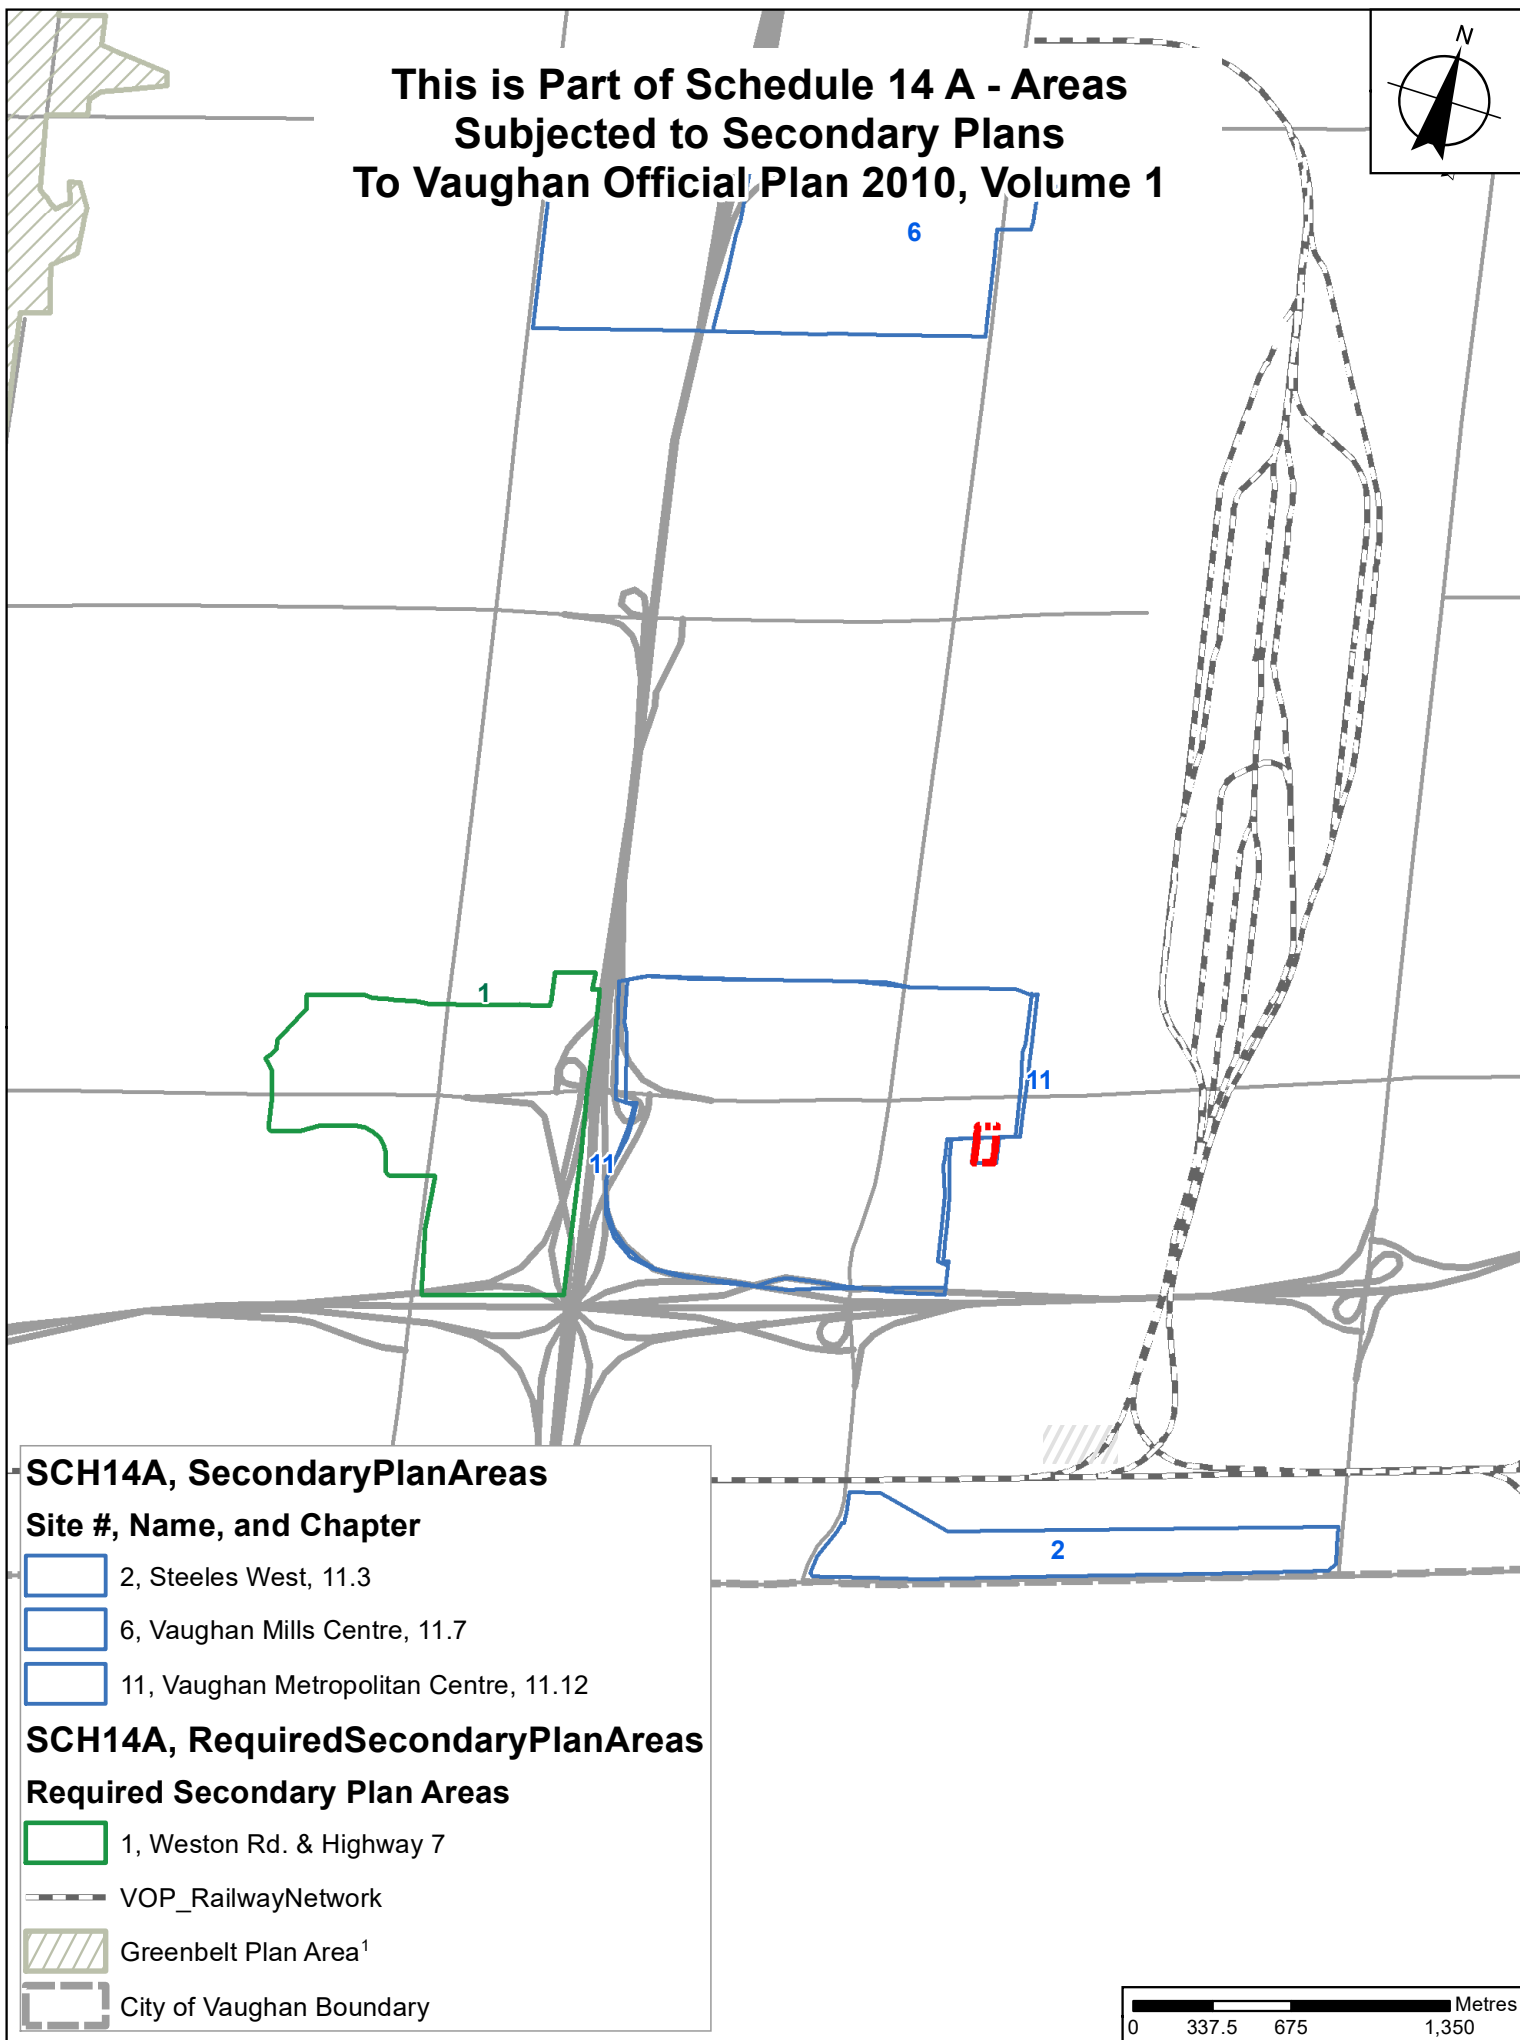 N
This is Part of Schedule 14 A - Areas
Subjected to Secondary Plans
To Vaughan Official Plan 2010, Volume 1
6
1
11
11
2
SCH14A, SecondaryPlanAreas
Site #, Name, and Chapter
2, Steeles West, 11.3
6, Vaughan Mills Centre, 11.7
11, Vaughan Metropolitan Centre, 11.12
SCH14A, RequiredSecondaryPlanAreas
Required Secondary Plan Areas
1, Weston Rd. & Highway 7
VOP_RailwayNetwork
Greenbelt Plan Area¹
City of Vaughan Boundary
Metres
0 337.5 675 1,350